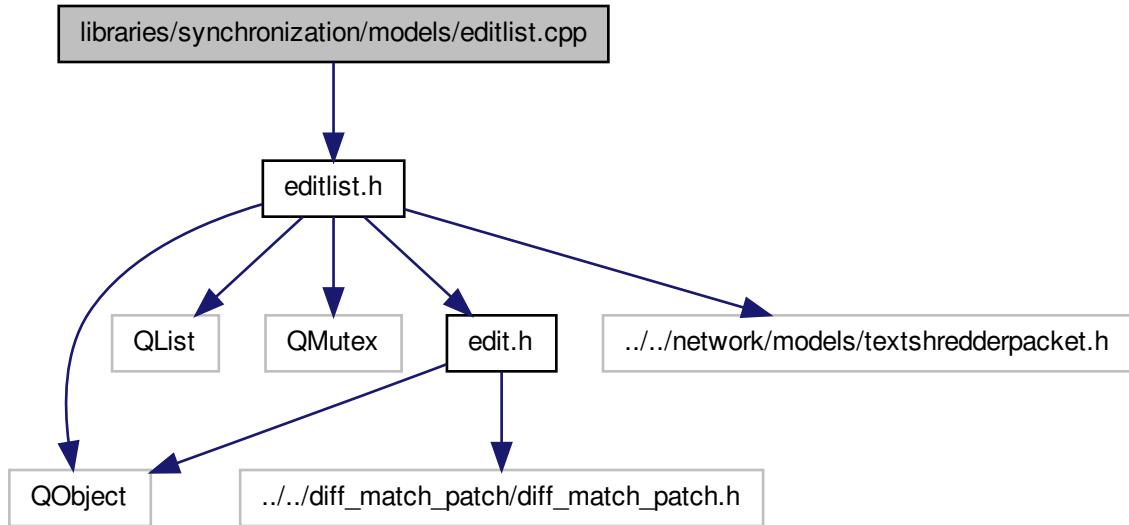 libraries/synchronization/models/editlist.cpp
editlist.h
QList
QMutex
edit.h
../../network/models/textshredderpacket.h
QObject
../../diff_match_patch/diff_match_patch.h